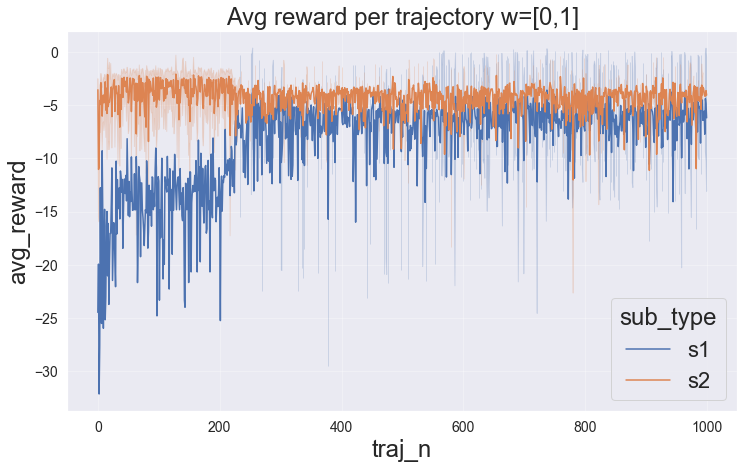 Avg reward per trajectory w=[0,1]
avg_reward
0
−5
−10
−15
−20
−25
−30
0
200
400
600
800
1000
traj_n
sub_type
s1
s2